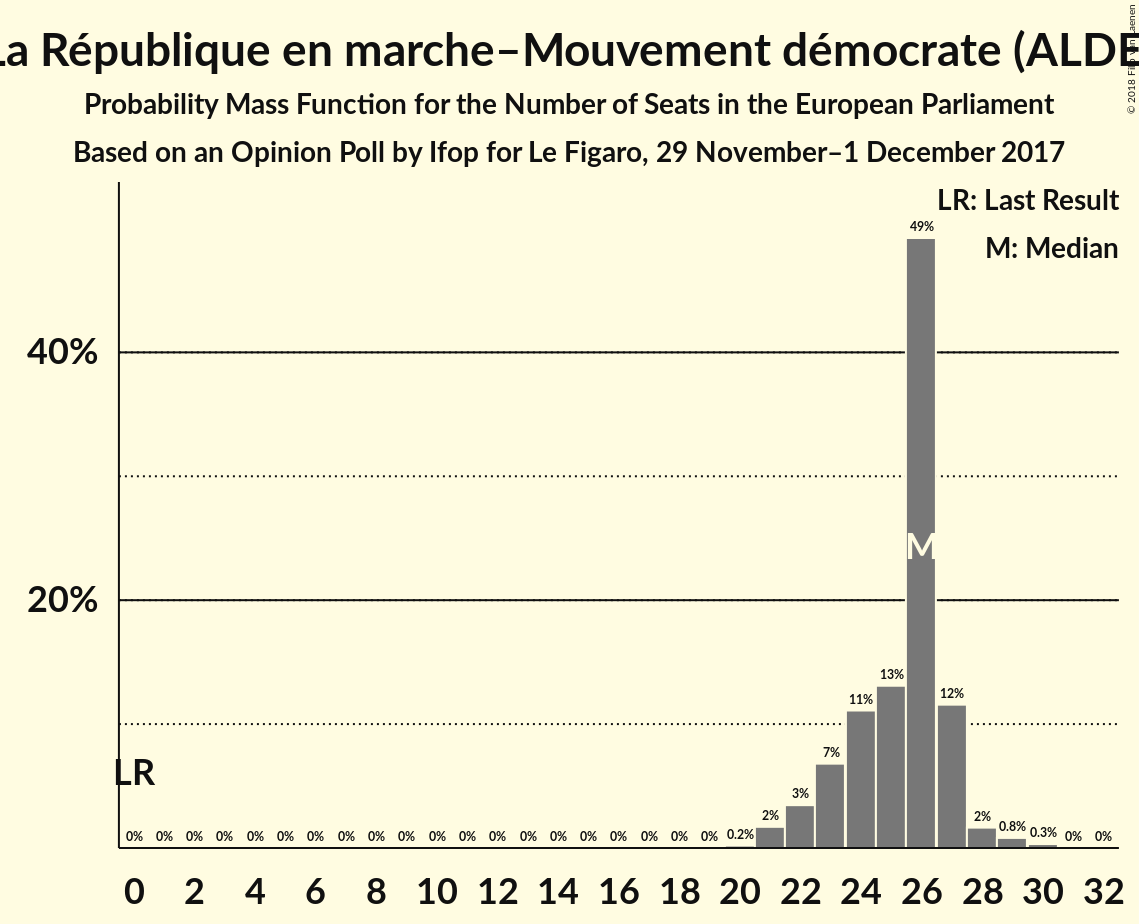 La République en marche–Mouvement démocrate (ALDE
Probability Mass Function for the Number of Seats in the European Parliament
Based on an Opinion Poll by Ifop for Le Figaro, 29 November–1 December 2017
© 2018
LR: Last Result
M: Median
49%
40%
M
20%
13%
11%
12%
7%
LR
3%
2%
2%
0% 0% 0% 0% 0% 0% 0% 0% 0% 0% 0% 0% 0% 0% 0% 0% 0% 0% 0% 0% 0.2% 0.8% 0.3% 0% 0%
0 2 4 6 8 10 12 14 16 18 20 22 24 26 28 30 32